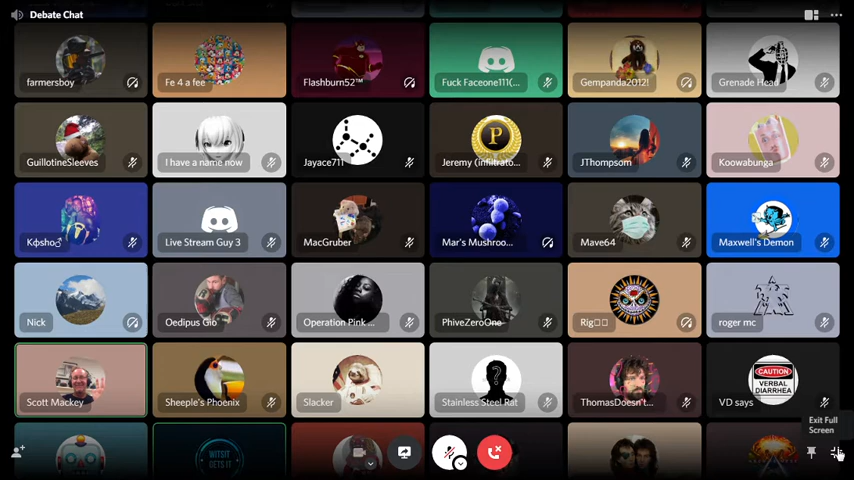 Debate Chat
farmersboy
Fe 4 a fee
Flashburn52™
Fuck Faceone111(...
Gempanda2012!
Grenade Head
GuillotineSleeves
I have a name now
Jayace711
P
Jeremy (infiltrato...
JThompsom
Koowabunga
Live Stream Guy 3
MacGruber
Mar's Mushroo...
Mave64
Maxwell's Demon
Nick
Oedipus Gio
Operation Pink ...
PhiveZeroOne
Rig
roger mc
Scott Mackey
Sheeple's Phoenix
Slacker
?
Stainless Steel Rat
ThomasDoesn't...
CAUTION
VERBAL
DIARRHEA
VD says
Exit Full
Screen
WITSIT
GETS IT